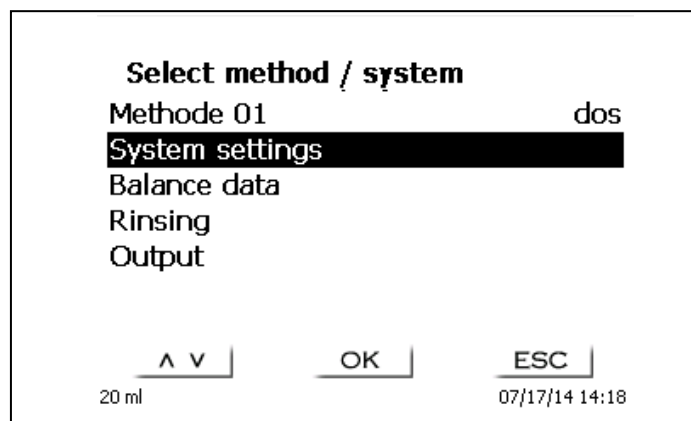 Select method / system
Methode 01 dos
System settings
Balance data
Rinsing
Output
∧ ∨ OK ESC
20 ml 07/17/14 14:18